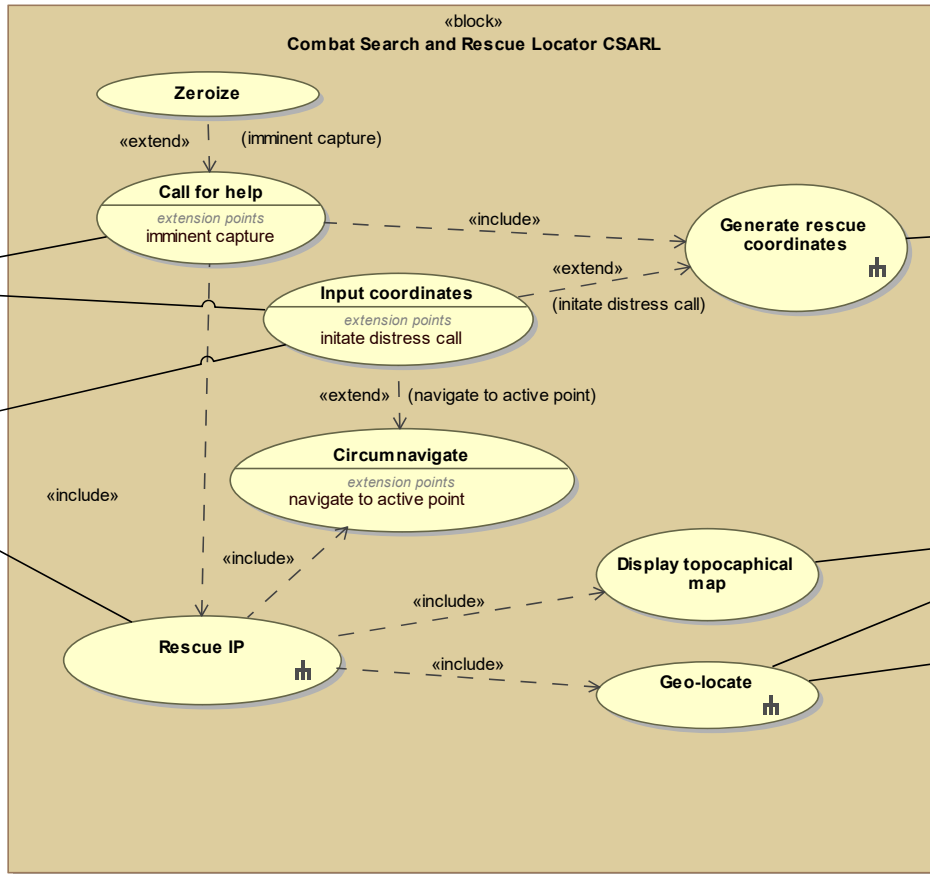 «block»
Combat Search and Rescue Locator CSARL
Zeroize
«extend»
(imminent capture)
Call for help
extension points
imminent capture
«include»
Generate rescue
coordinates
«extend»
(initate distress call)
Input coordinates
extension points
initate distress call
«extend»
(navigate to active point)
Circumnavigate
extension points
navigate to active point
«include»
«include»
Display topocaphical
map
«include»
Rescue IP
«include»
Geo-locate